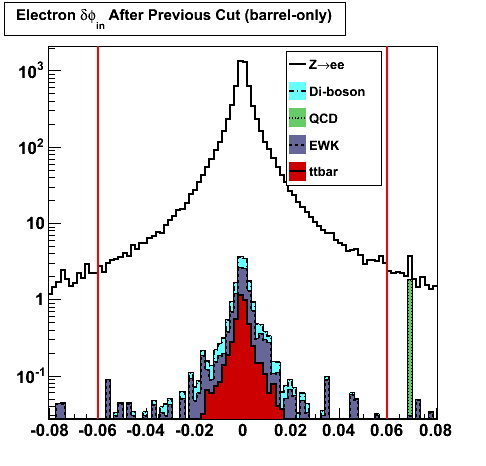 Electron δϕin After Previous Cut (barrel-only)
10³
10²
10
1
10⁻¹
Z→ee
Di-boson
QCD
EWK
ttbar
-0.08 -0.06 -0.04 -0.02 0 0.02 0.04 0.06 0.08